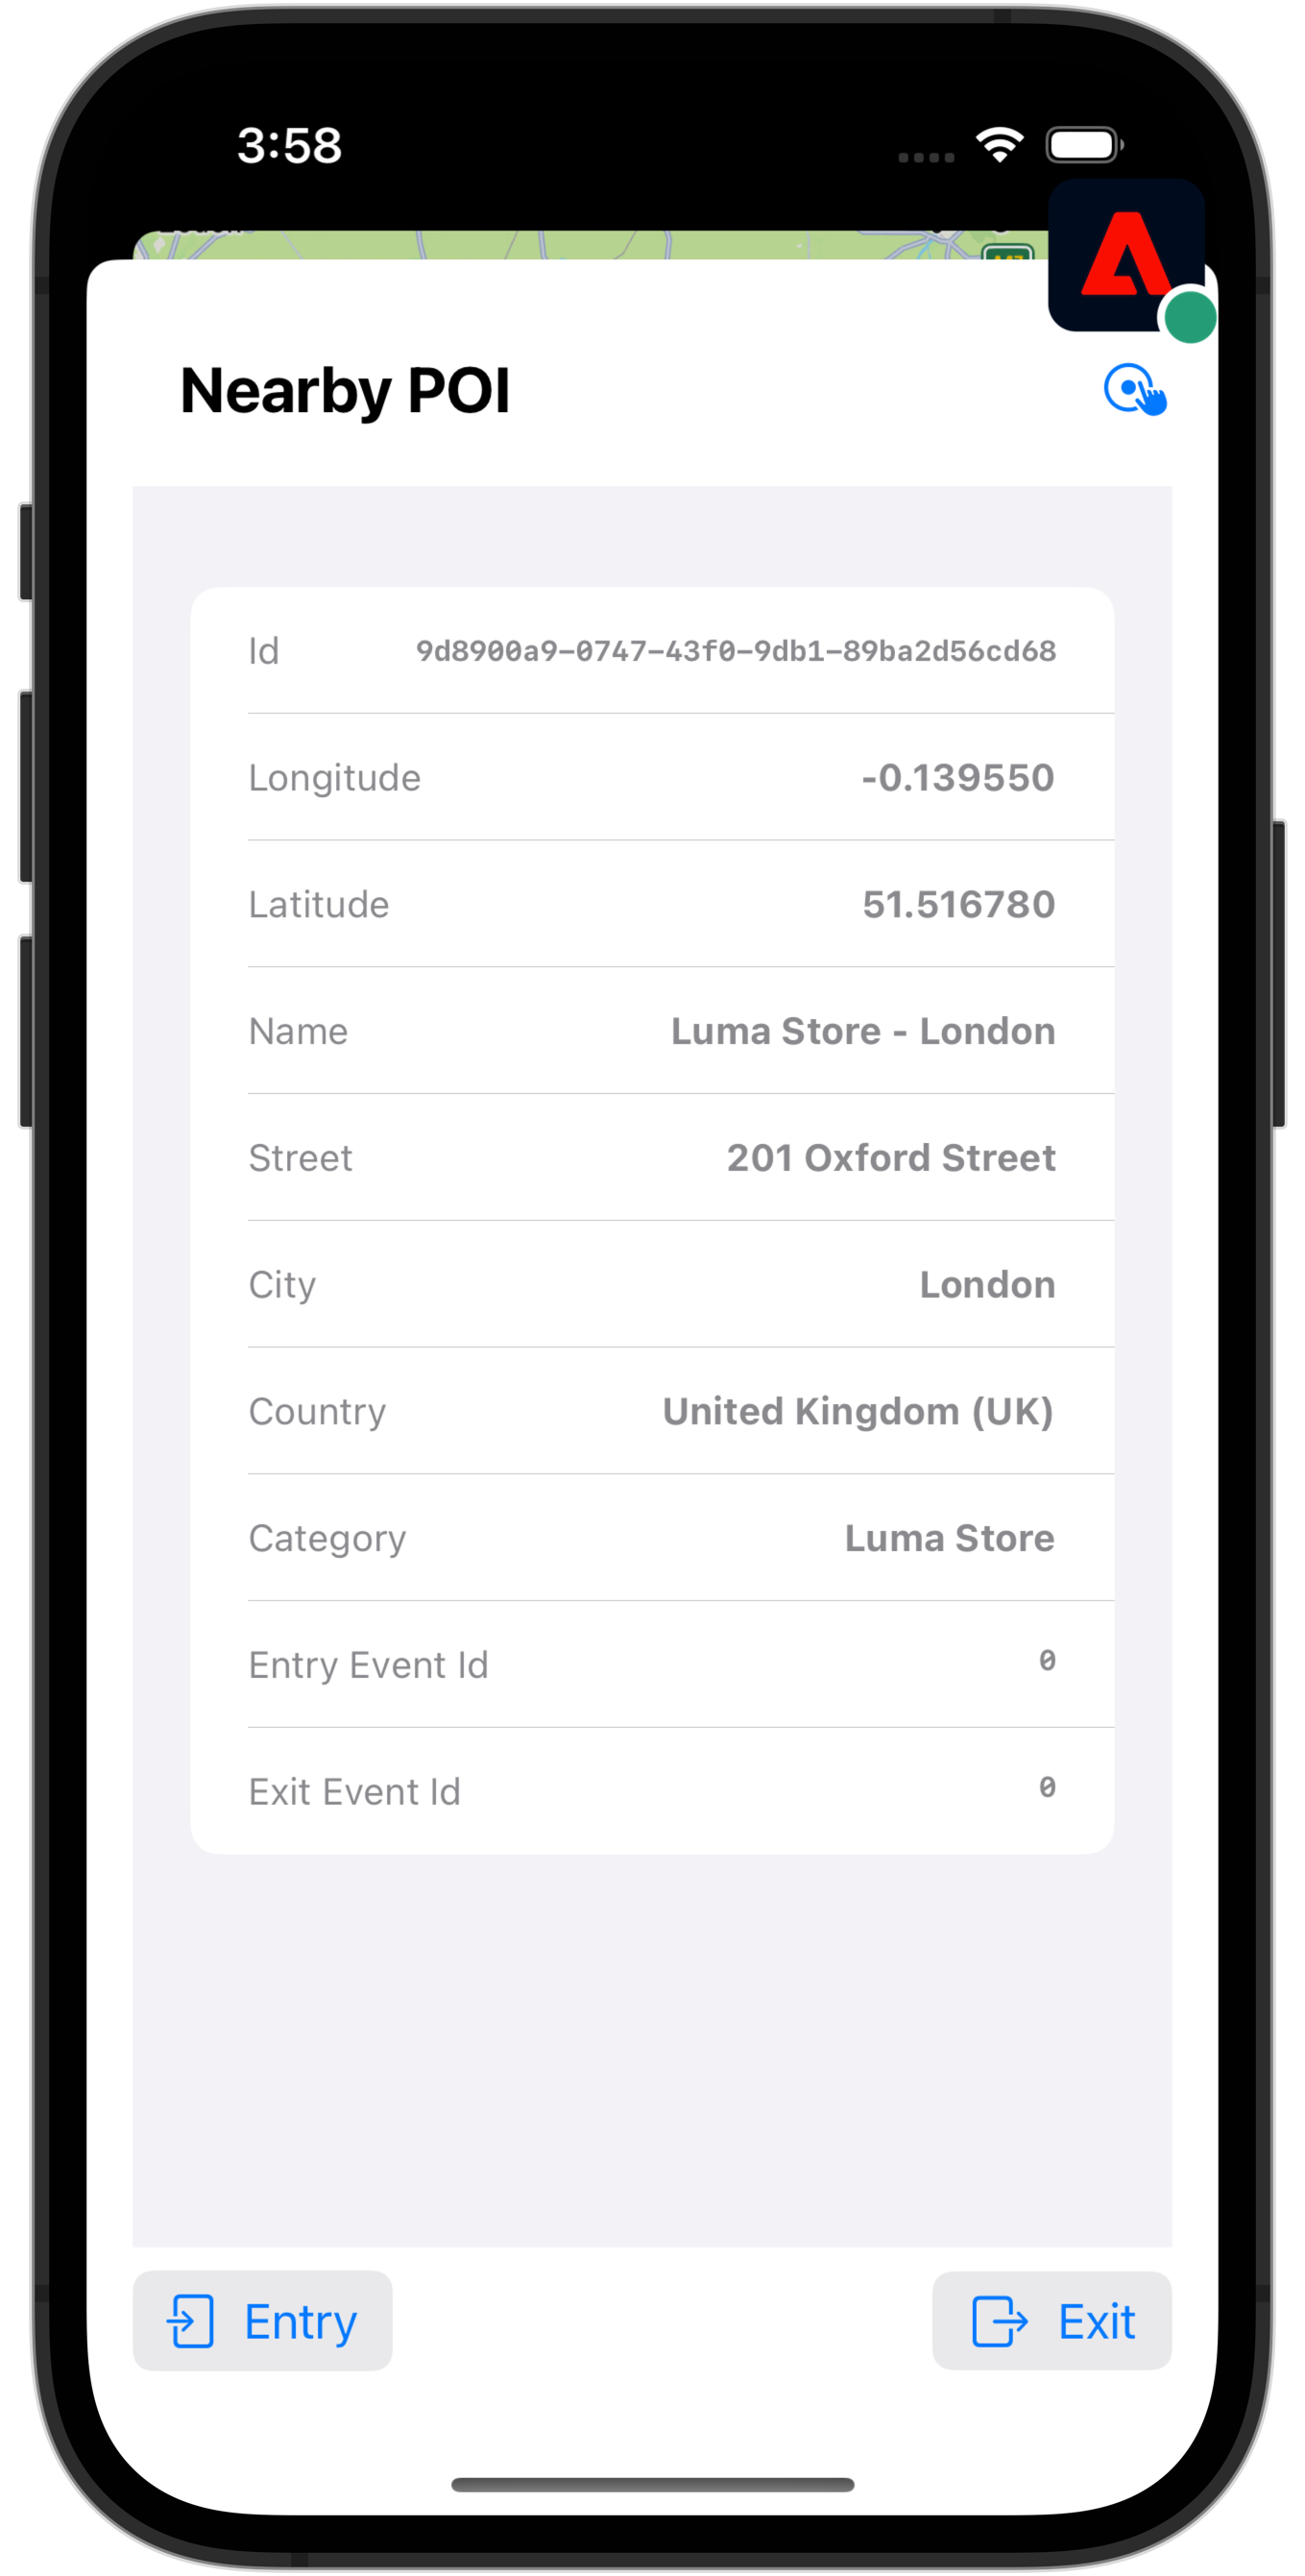 3:58
Nearby POI
Id 9d8900a9-0747-43f0-9db1-89ba2d56cd68
Longitude -0.139550
Latitude 51.516780
Name Luma Store - London
Street 201 Oxford Street
City London
Country United Kingdom (UK)
Category Luma Store
Entry Event Id 0
Exit Event Id 0
Entry Exit